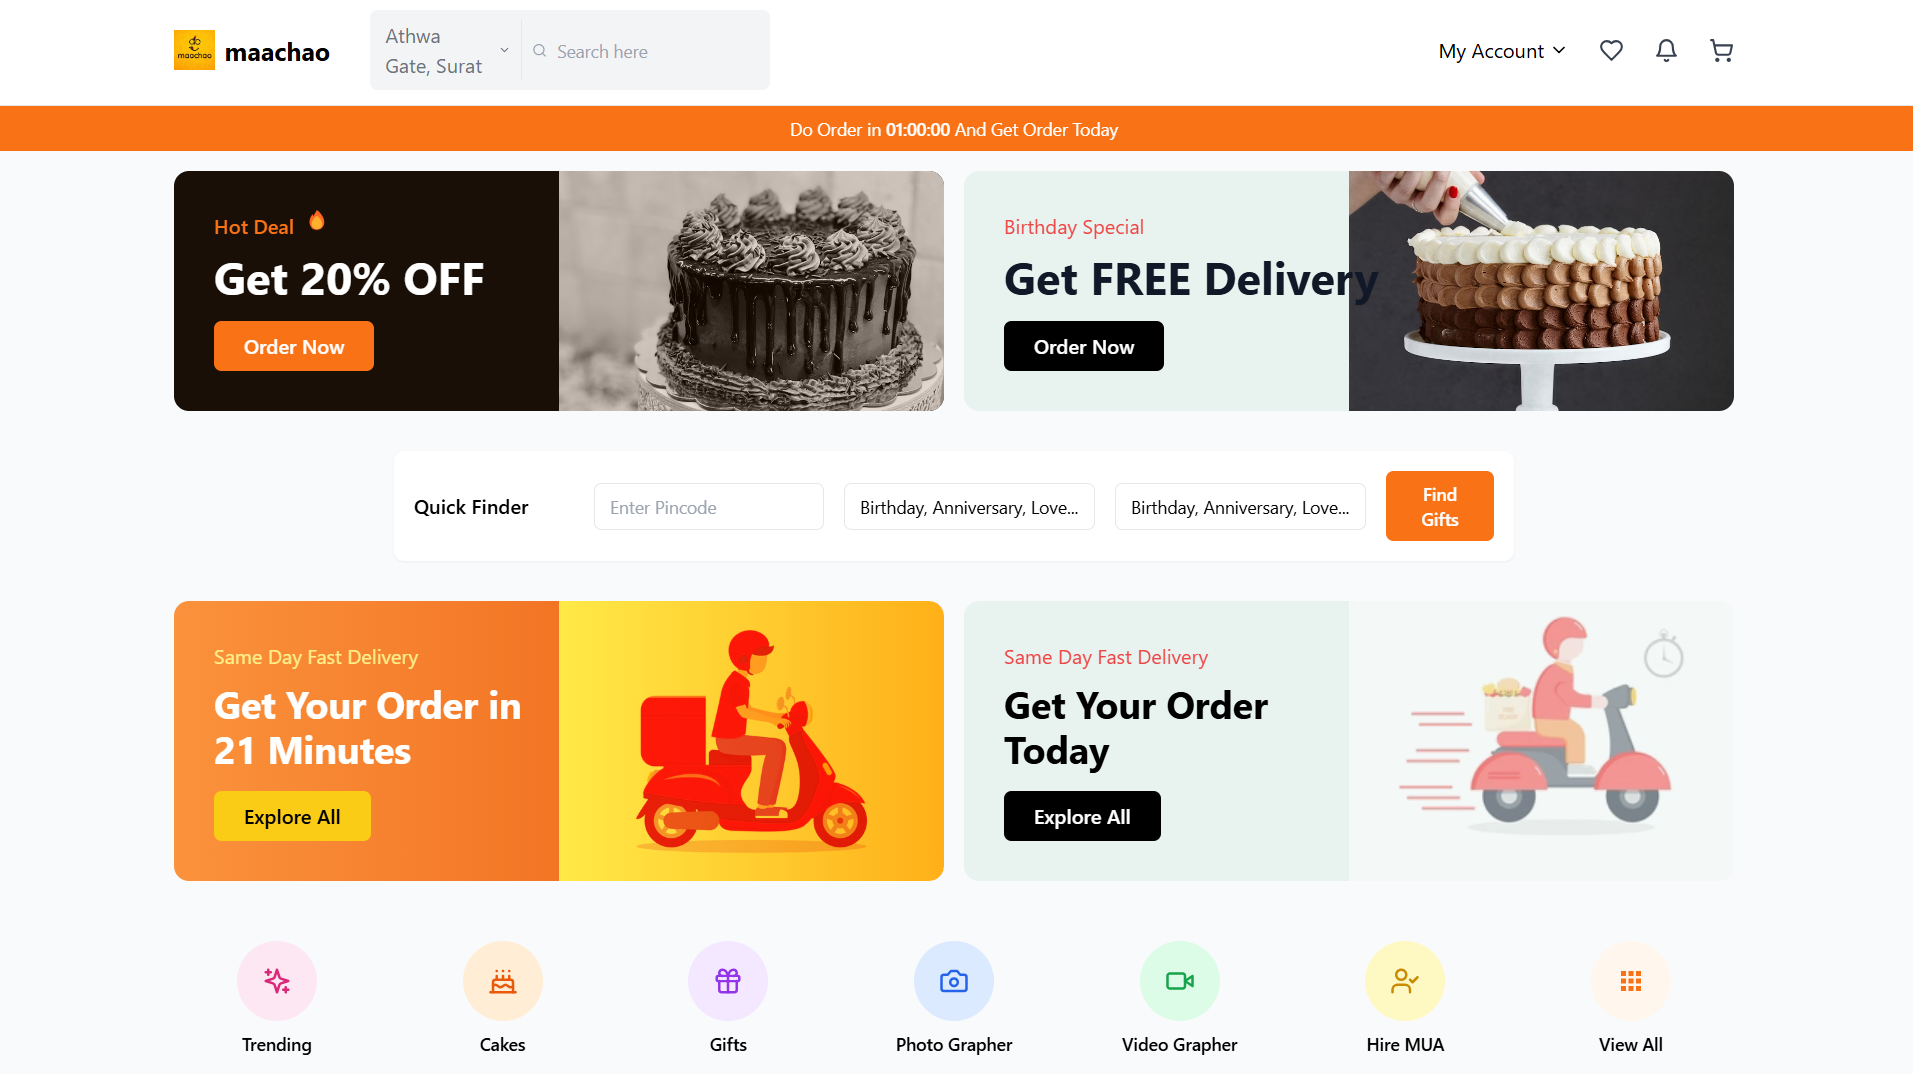 maachao
maachao
Athwa
Gate, Surat
Search here
My Account
Do Order in 01:00:00 And Get Order Today
Hot Deal
Get 20% OFF
Order Now
Birthday Special
Get FREE Delivery
Order Now
Quick Finder
Enter Pincode
Birthday, Anniversary, Love...
Birthday, Anniversary, Love...
Find
Gifts
Same Day Fast Delivery
Get Your Order in
21 Minutes
Explore All
Same Day Fast Delivery
Get Your Order
Today
Explore All
Trending
Cakes
Gifts
Photo Grapher
Video Grapher
Hire MUA
View All